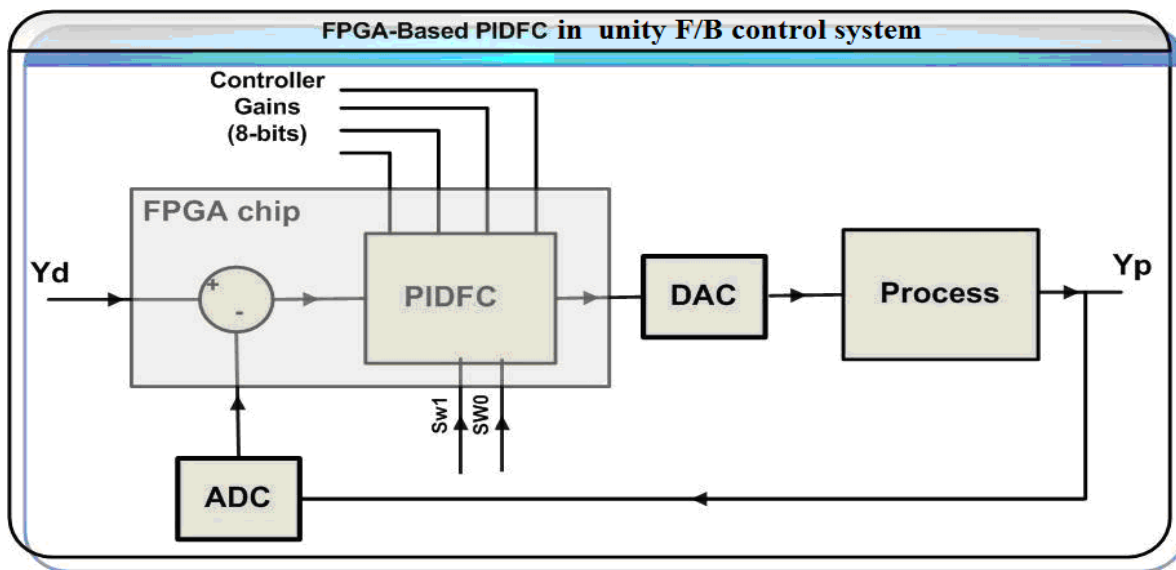 FPGA-Based PIDFC in unity F/B control system
Controller
Gains
(8-bits)
FPGA chip
Yd
+
-
PIDFC
DAC
Process
Yp
Sw1
SW0
ADC